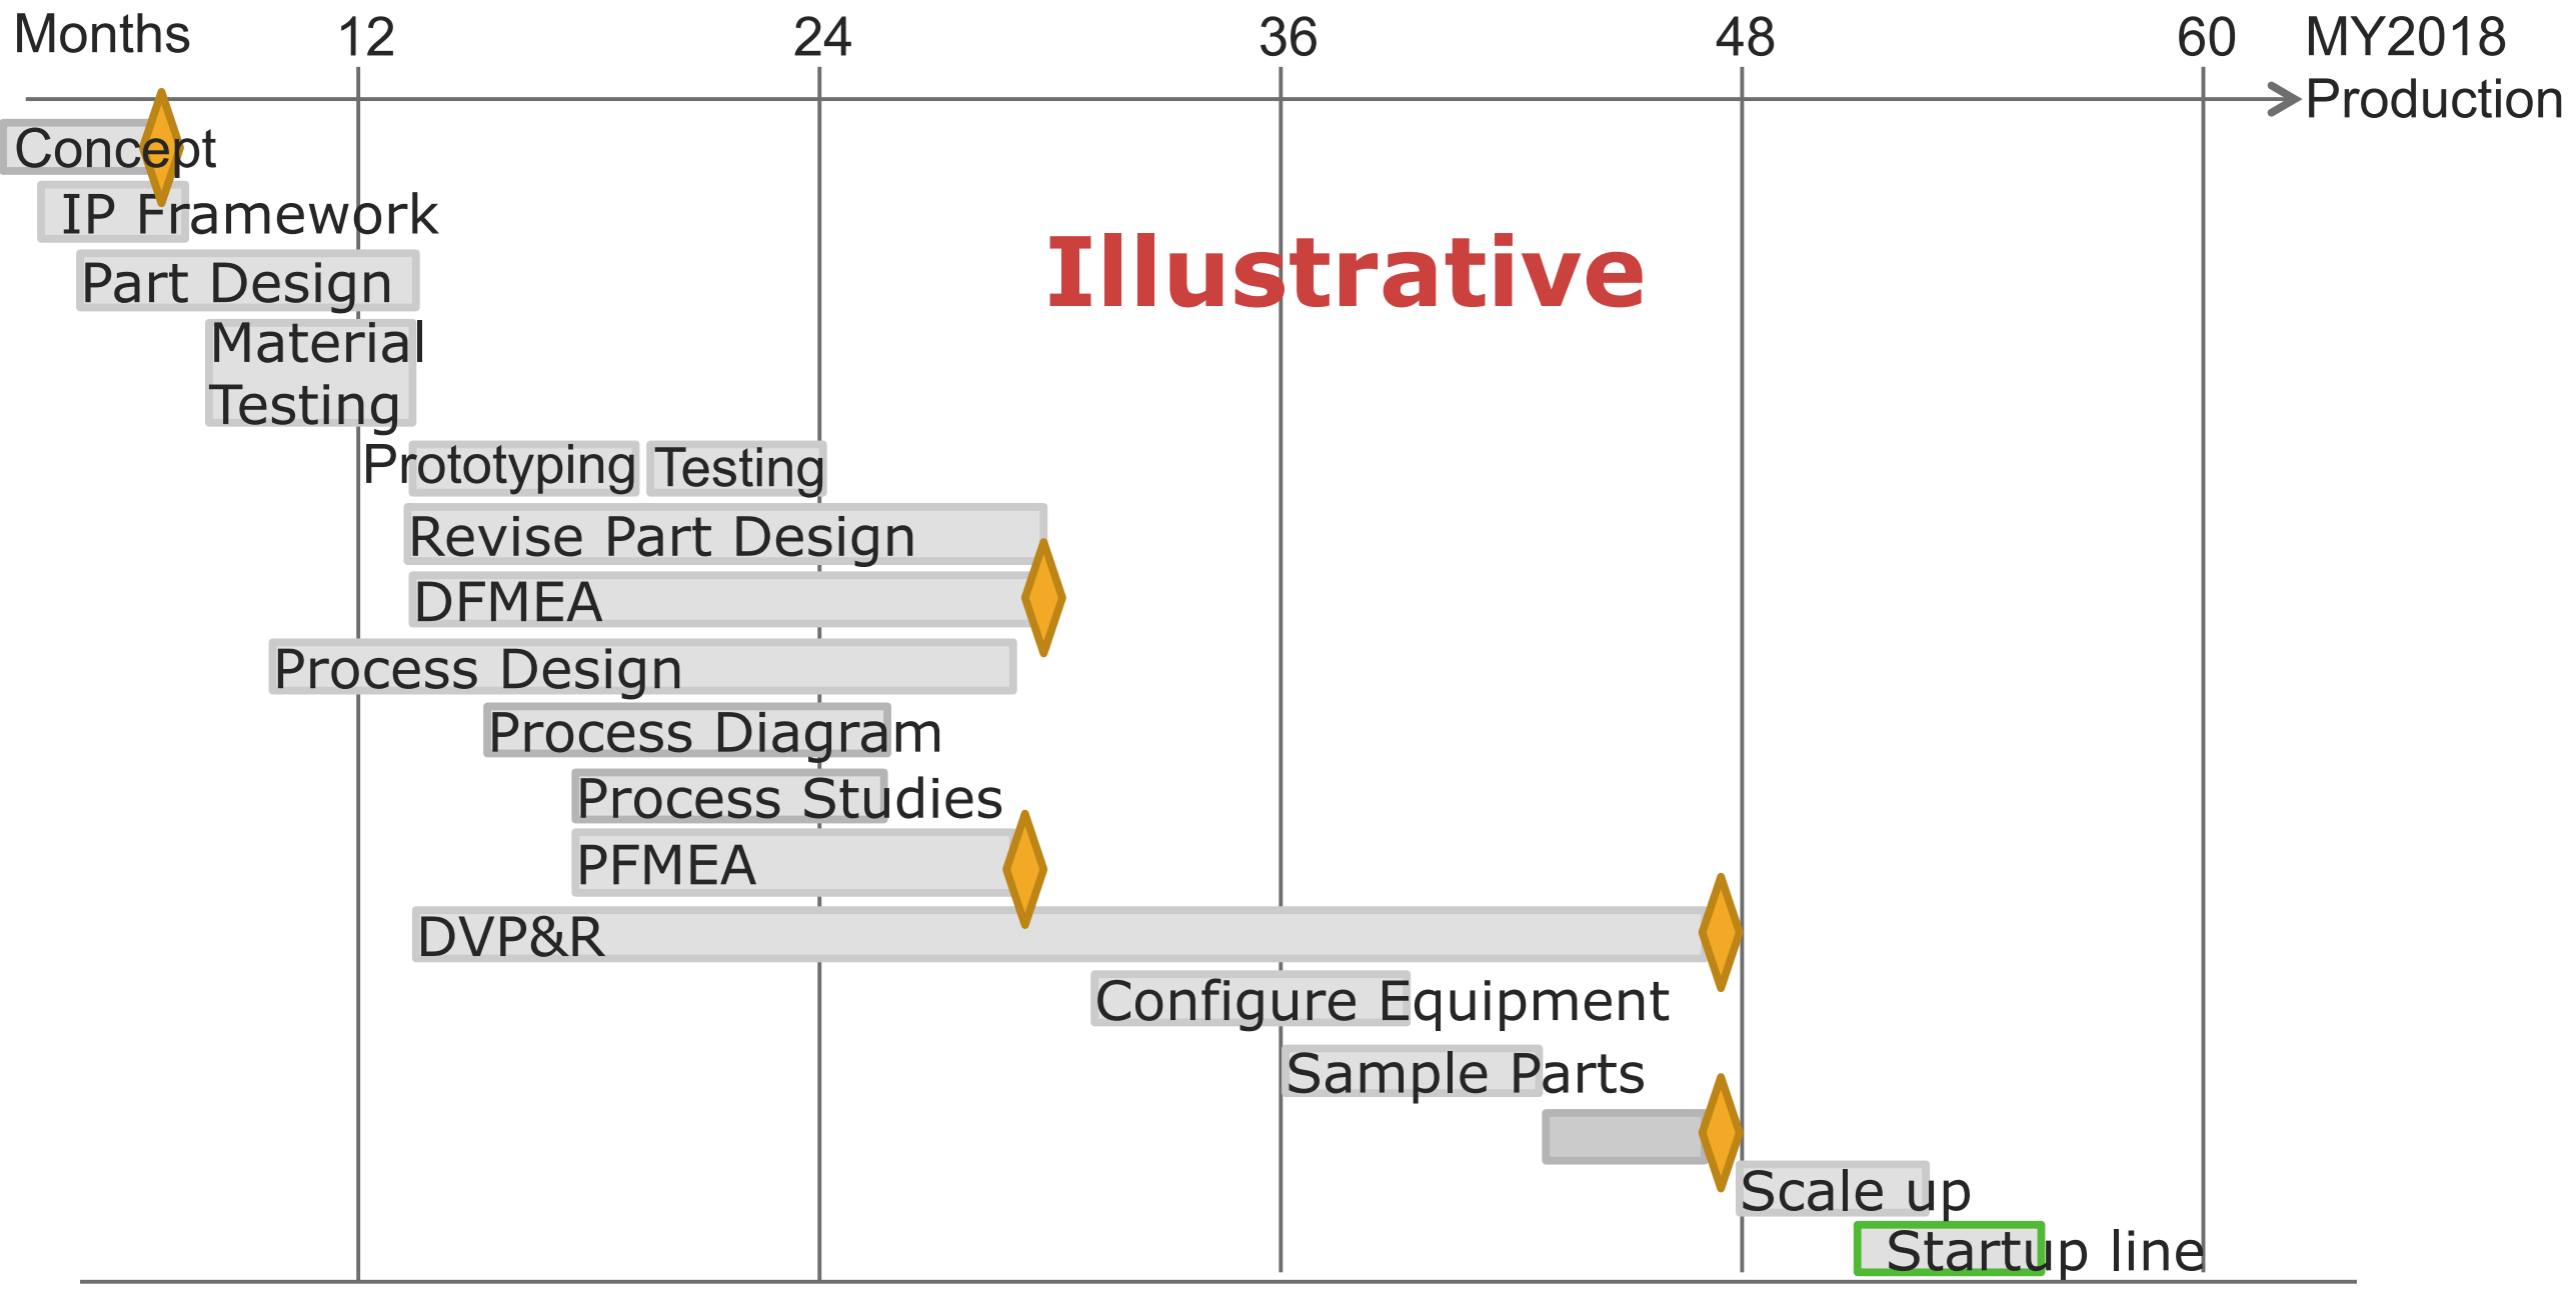 Months 12 24 36 48 60 MY2018
Production
Concept
IP Framework
Illustrative
Part Design
Material
Testing
Prototyping Testing
Revise Part Design
DFMEA
Process Design
Process Diagram
Process Studies
PFMEA
DVP&R
Configure Equipment
Sample Parts
Scale up
Startup line